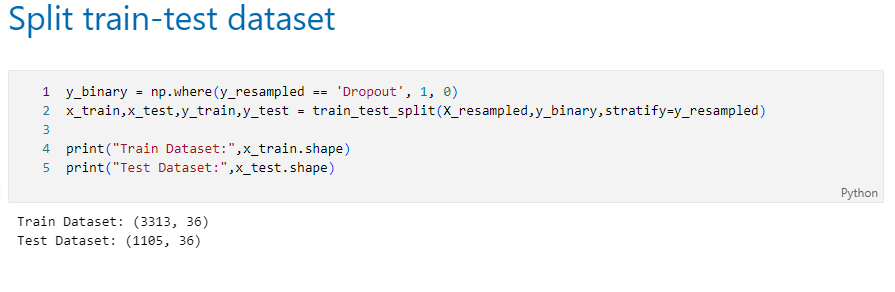 Split train-test dataset
1 y_binary = np.where(y_resampled == 'Dropout', 1, 0)
2 x_train,x_test,y_train,y_test = train_test_split(X_resampled,y_binary,stratify=y_resampled)
3
4 print("Train Dataset:",x_train.shape)
5 print("Test Dataset:",x_test.shape)
Python
Train Dataset: (3313, 36)
Test Dataset: (1105, 36)